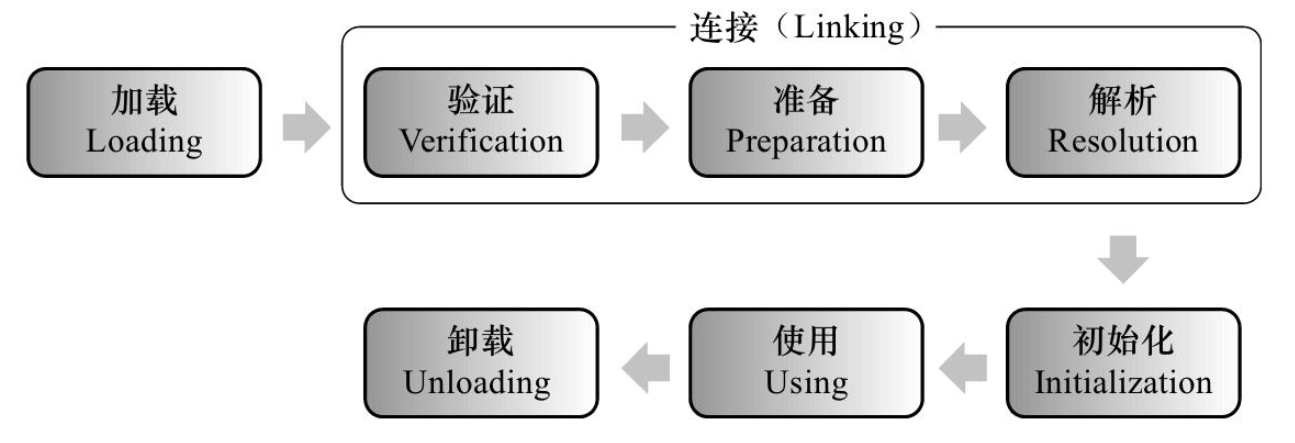 连接（Linking）
加载
Loading
验证
Verification
准备
Preparation
解析
Resolution
初始化
Initialization
使用
Using
卸载
Unloading